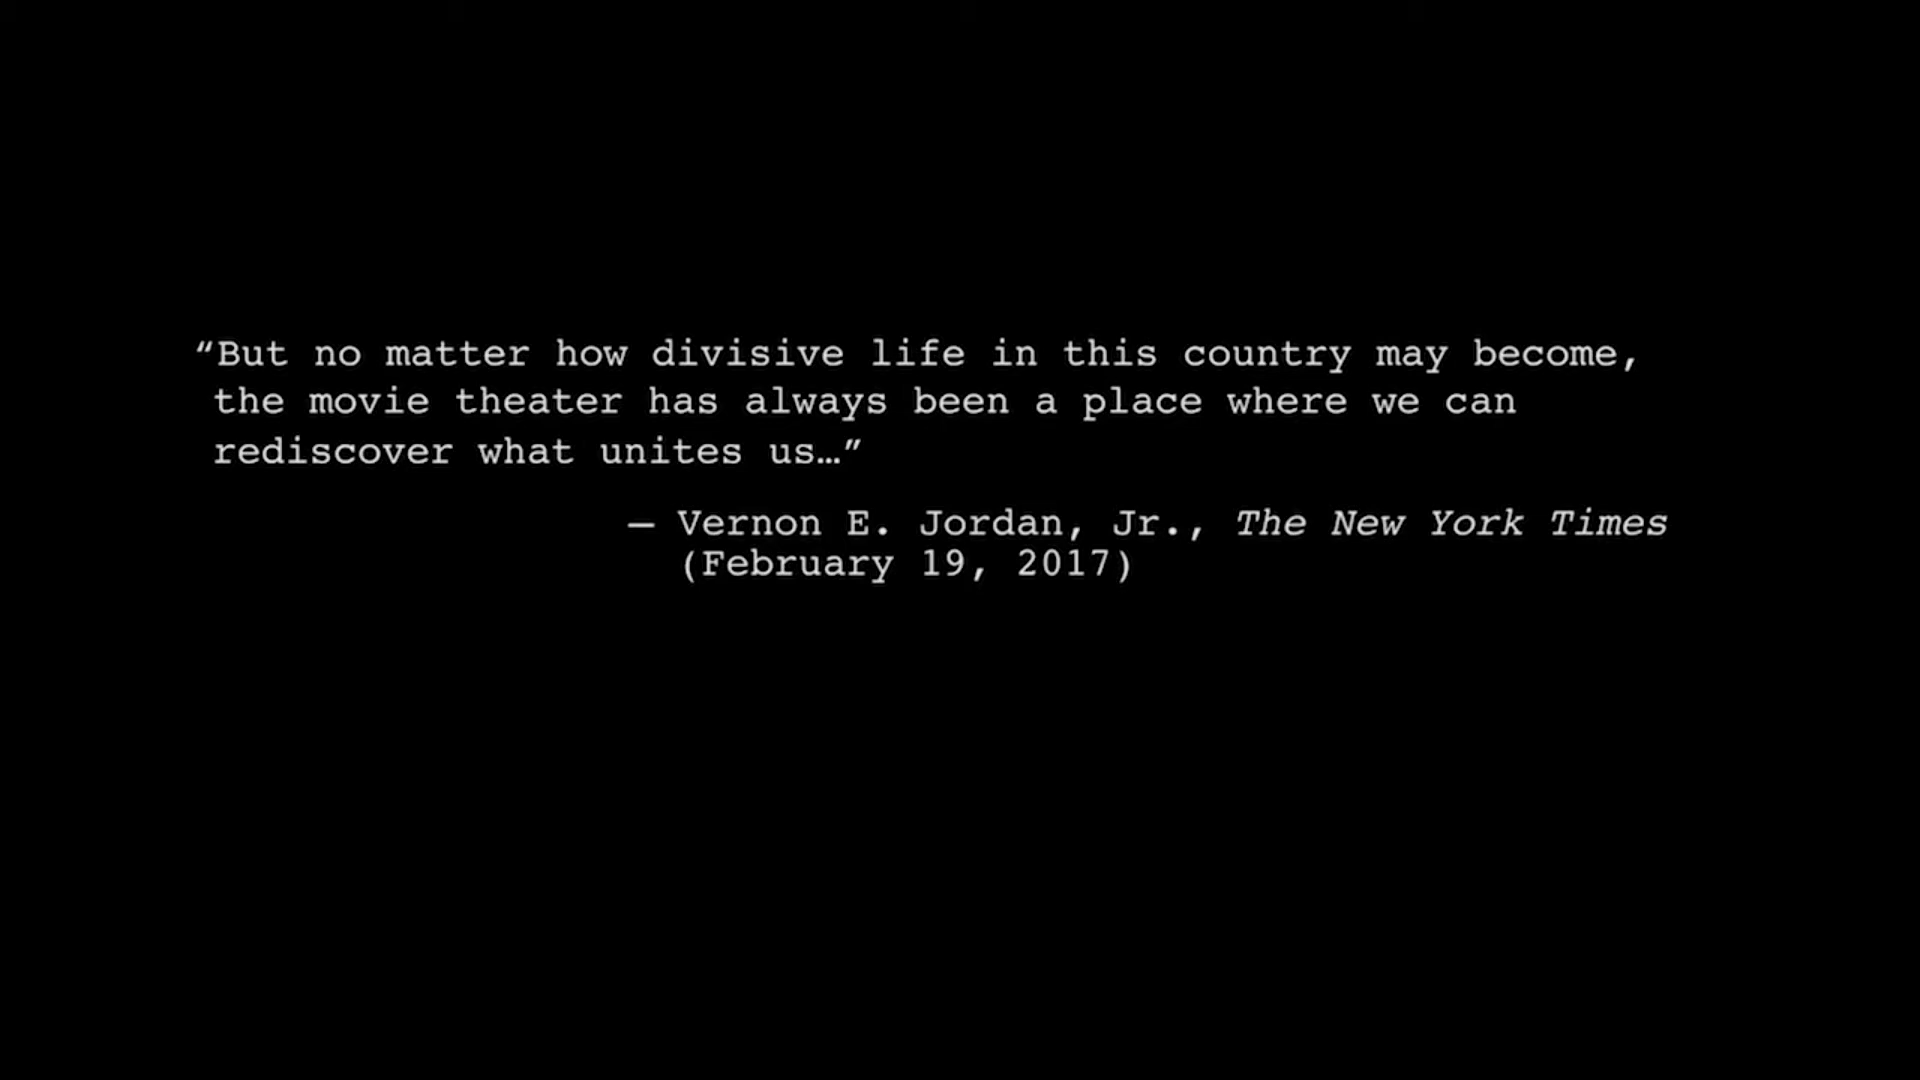 “But no matter how divisive life in this country may become,
the movie theater has always been a place where we can
rediscover what unites us…”
— Vernon E. Jordan, Jr., The New York Times
(February 19, 2017)